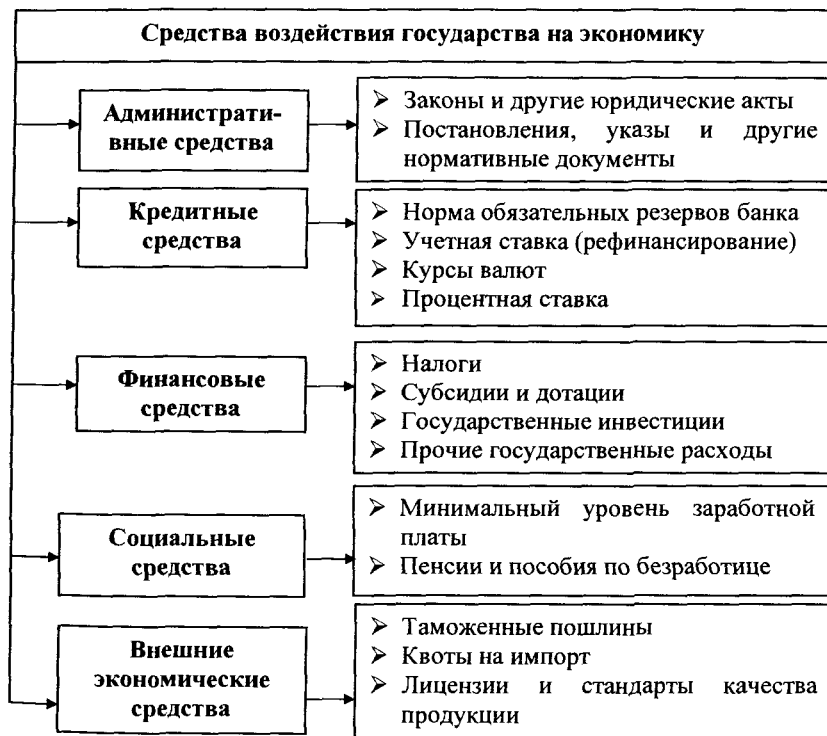 Средства воздействия государства на экономику
Административ-
вные средства
➢ Законы и другие юридические акты
➢ Постановления, указы и другие
нормативные документы
Кредитные
средства
➢ Норма обязательных резервов банка
➢ Учетная ставка (рефинансирование)
➢ Курсы валют
➢ Процентная ставка
Финансовые
средства
➢ Налоги
➢ Субсидии и дотации
➢ Государственные инвестиции
➢ Прочие государственные расходы
Социальные
средства
➢ Минимальный уровень заработной
платы
➢ Пенсии и пособия по безработице
Внешние
экономические
средства
➢ Таможенные пошлины
➢ Квоты на импорт
➢ Лицензии и стандарты качества
продукции